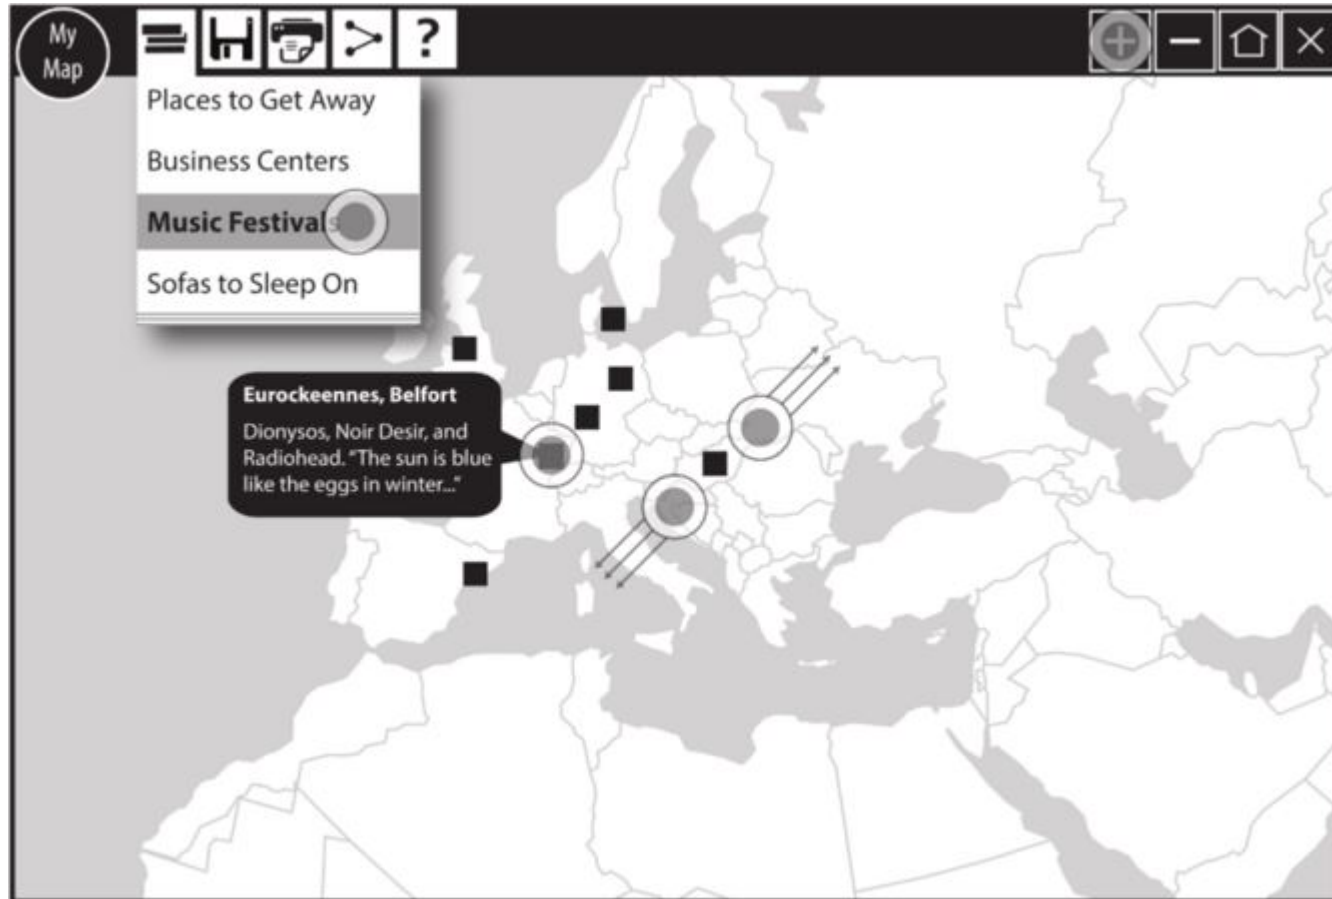 My
Map
?
Places to Get Away
Business Centers
Music Festivals
Sofas to Sleep On
Eurockeennes, Belfort
Dionysos, Noir Desir, and
Radiohead. "The sun is blue
like the eggs in winter..."